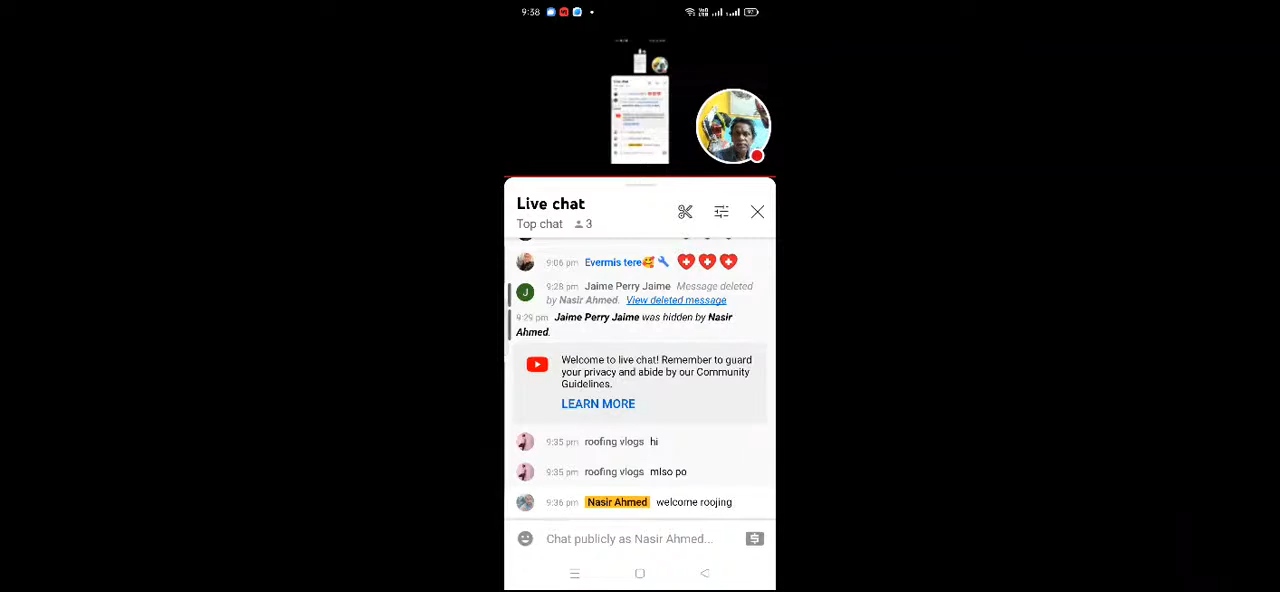 9:38
Live chat
Top chat 3
9:06 pm Evermis tere
J
9:28 pm Jaime Perry Jaime Message deleted
by Nasir Ahmed. View deleted message
9:29 pm Jaime Perry Jaime was hidden by Nasir
Ahmed.
Welcome to live chat! Remember to guard
your privacy and abide by our Community
Guidelines.
LEARN MORE
9:35 pm roofing vlogs hi
9:35 pm roofing vlogs mlso po
9:36 pm Nasir Ahmed welcome roojing
Chat publicly as Nasir Ahmed...